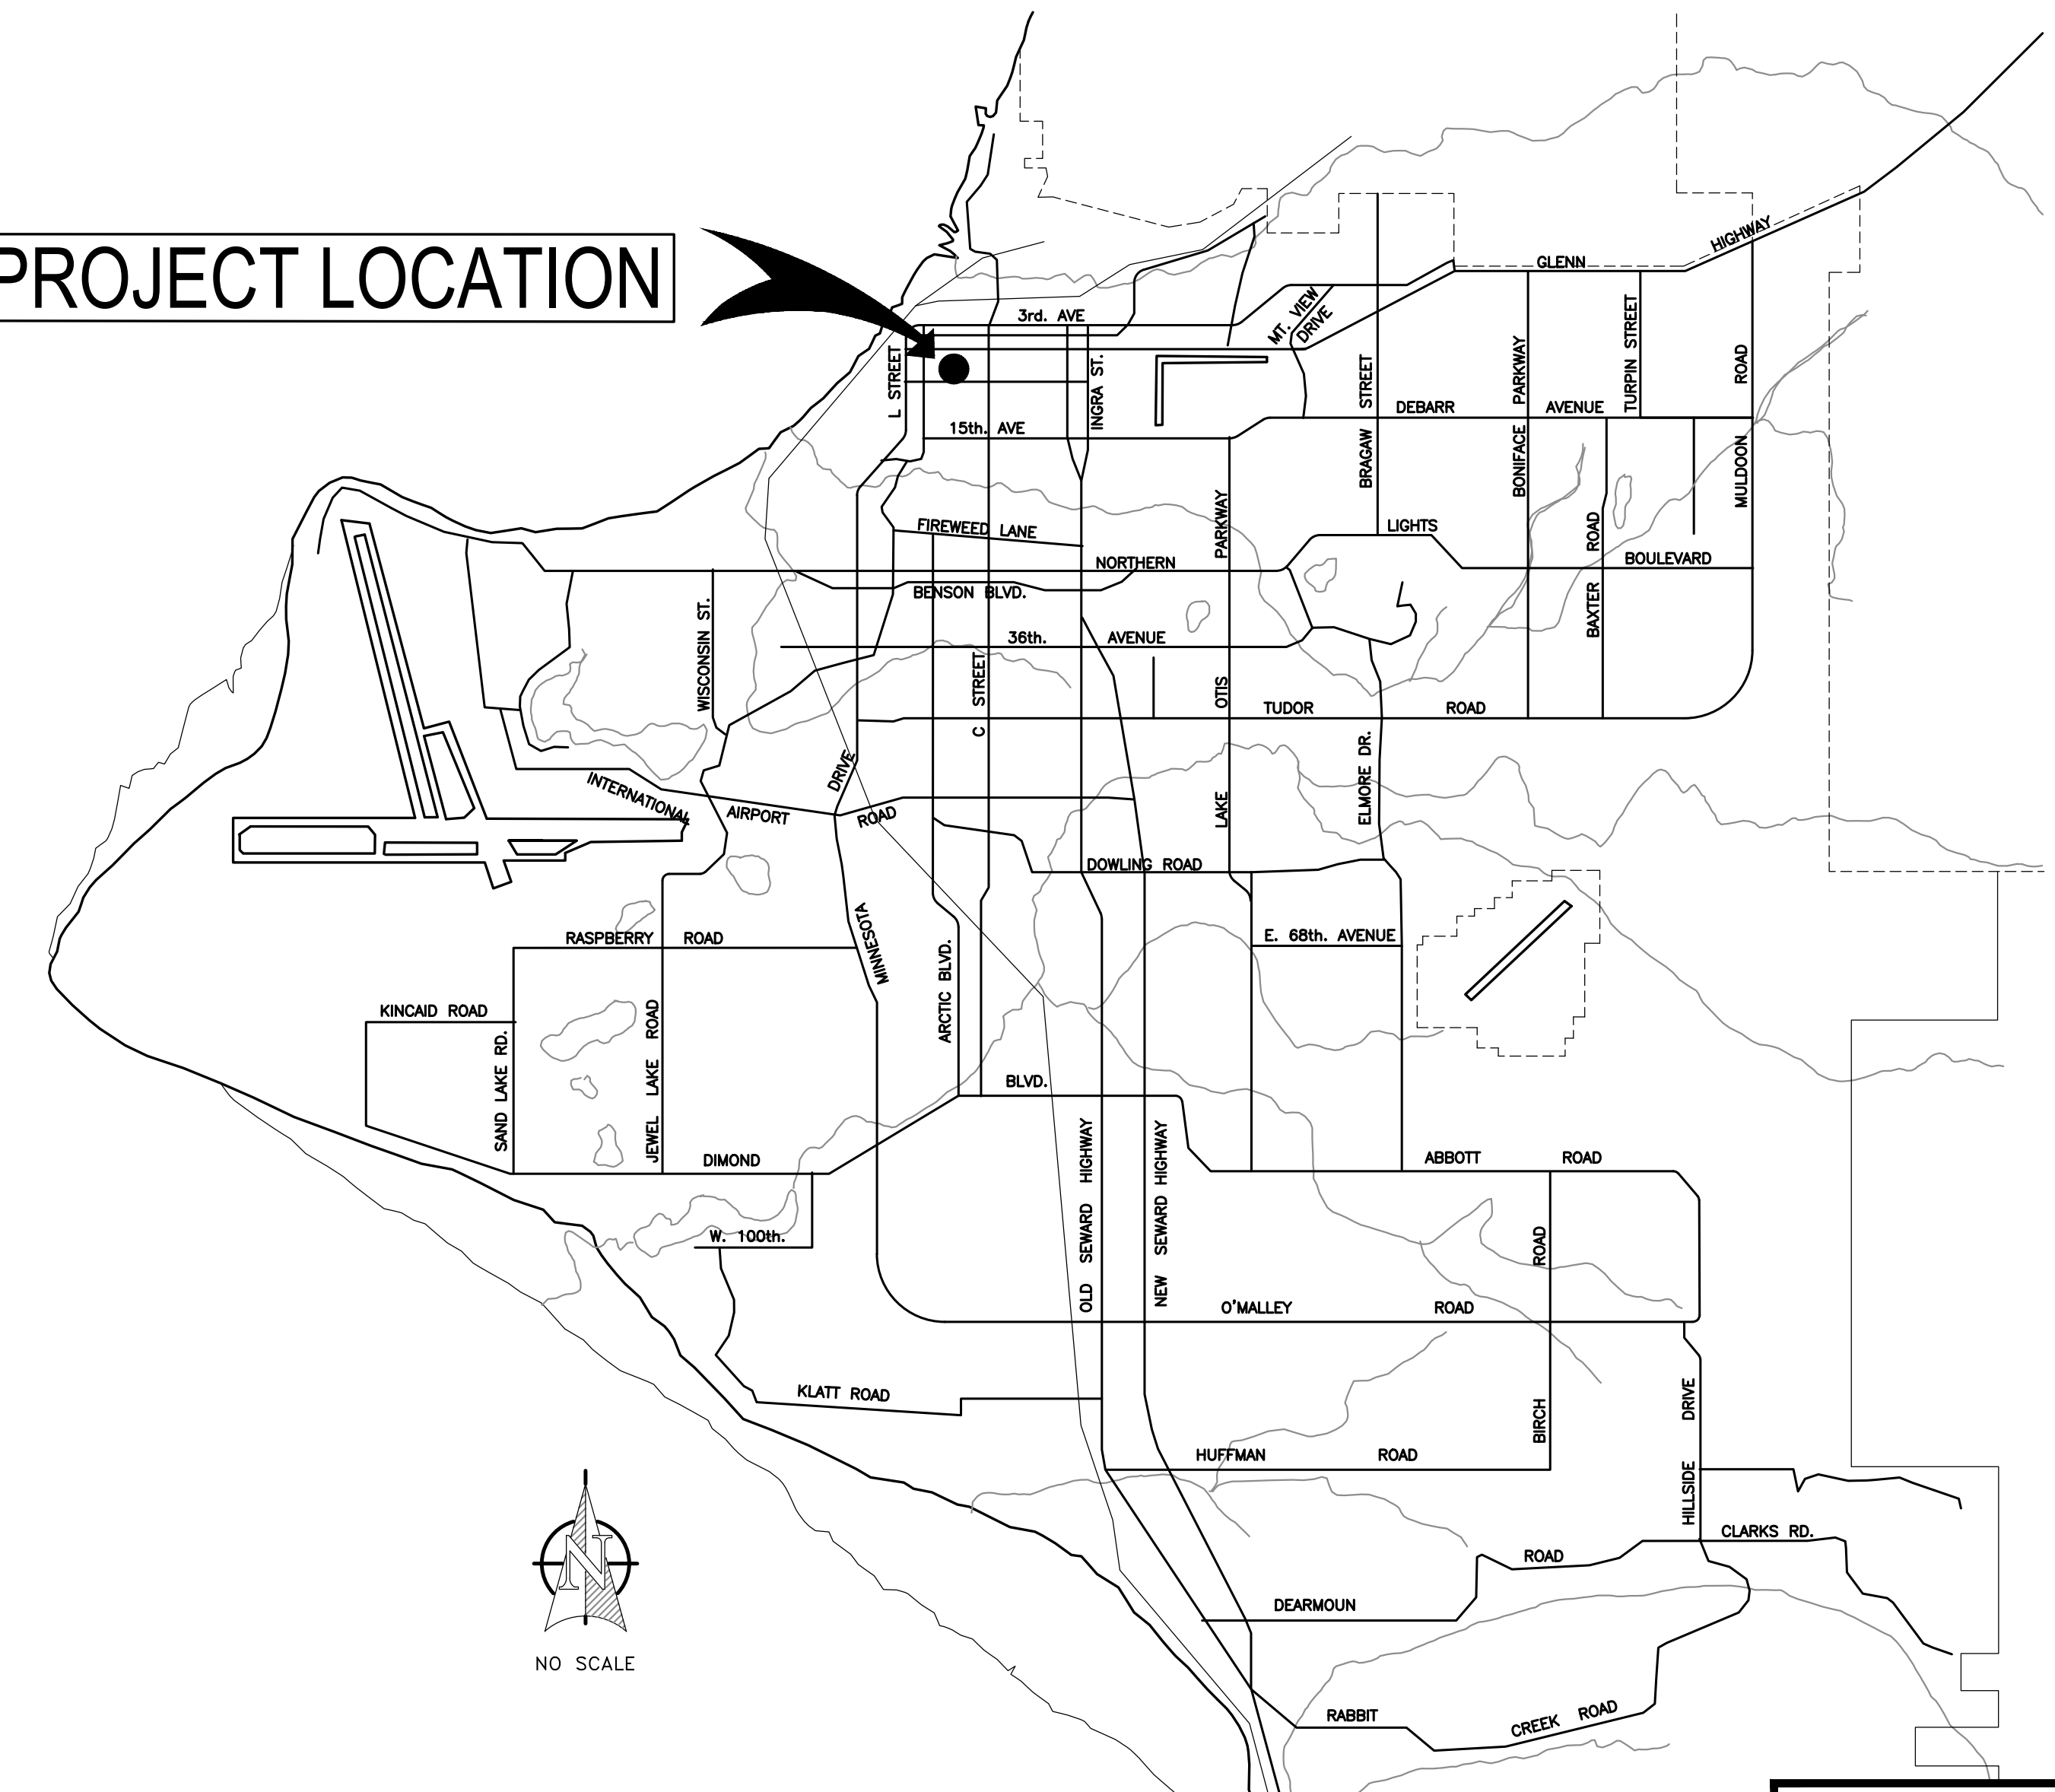 PROJECT LOCATION
HIGHWAY
GLENN
3rd. AVE
MT. VIEW
DRIVE
L STREET
INGRA ST.
STREET
PARKWAY
TURPIN STREET
ROAD
DEBARR
AVENUE
15th. AVE
BRAGAW
BONIFACE
MULDOON
FIREWEED LANE
PARKWAY
LIGHTS
ROAD
NORTHERN
BOULEVARD
BENSON BLVD.
WISCONSIN ST.
BAXTER
36th.
AVENUE
C STREET
OTIS
TUDOR
ROAD
DRIVE
ELMORE DR.
INTERNATIONAL
AIRPORT
ROAD
LAKE
DOWLING ROAD
MINNESOTA
RASPBERRY
ROAD
ARCTIC BLVD.
E. 68th. AVENUE
KINCAID ROAD
SAND LAKE RD.
JEWEL LAKE ROAD
BLVD.
DIMOND
OLD SEWARD HIGHWAY
NEW SEWARD HIGHWAY
ABBOTT
ROAD
W. 100th.
ROAD
O'MALLEY
ROAD
KLATT ROAD
DRIVE
BIRCH
HUFFMAN
ROAD
HILLSIDE
CLARKS RD.
ROAD
DEARMOUN
N
NO SCALE
RABBIT
CREEK ROAD